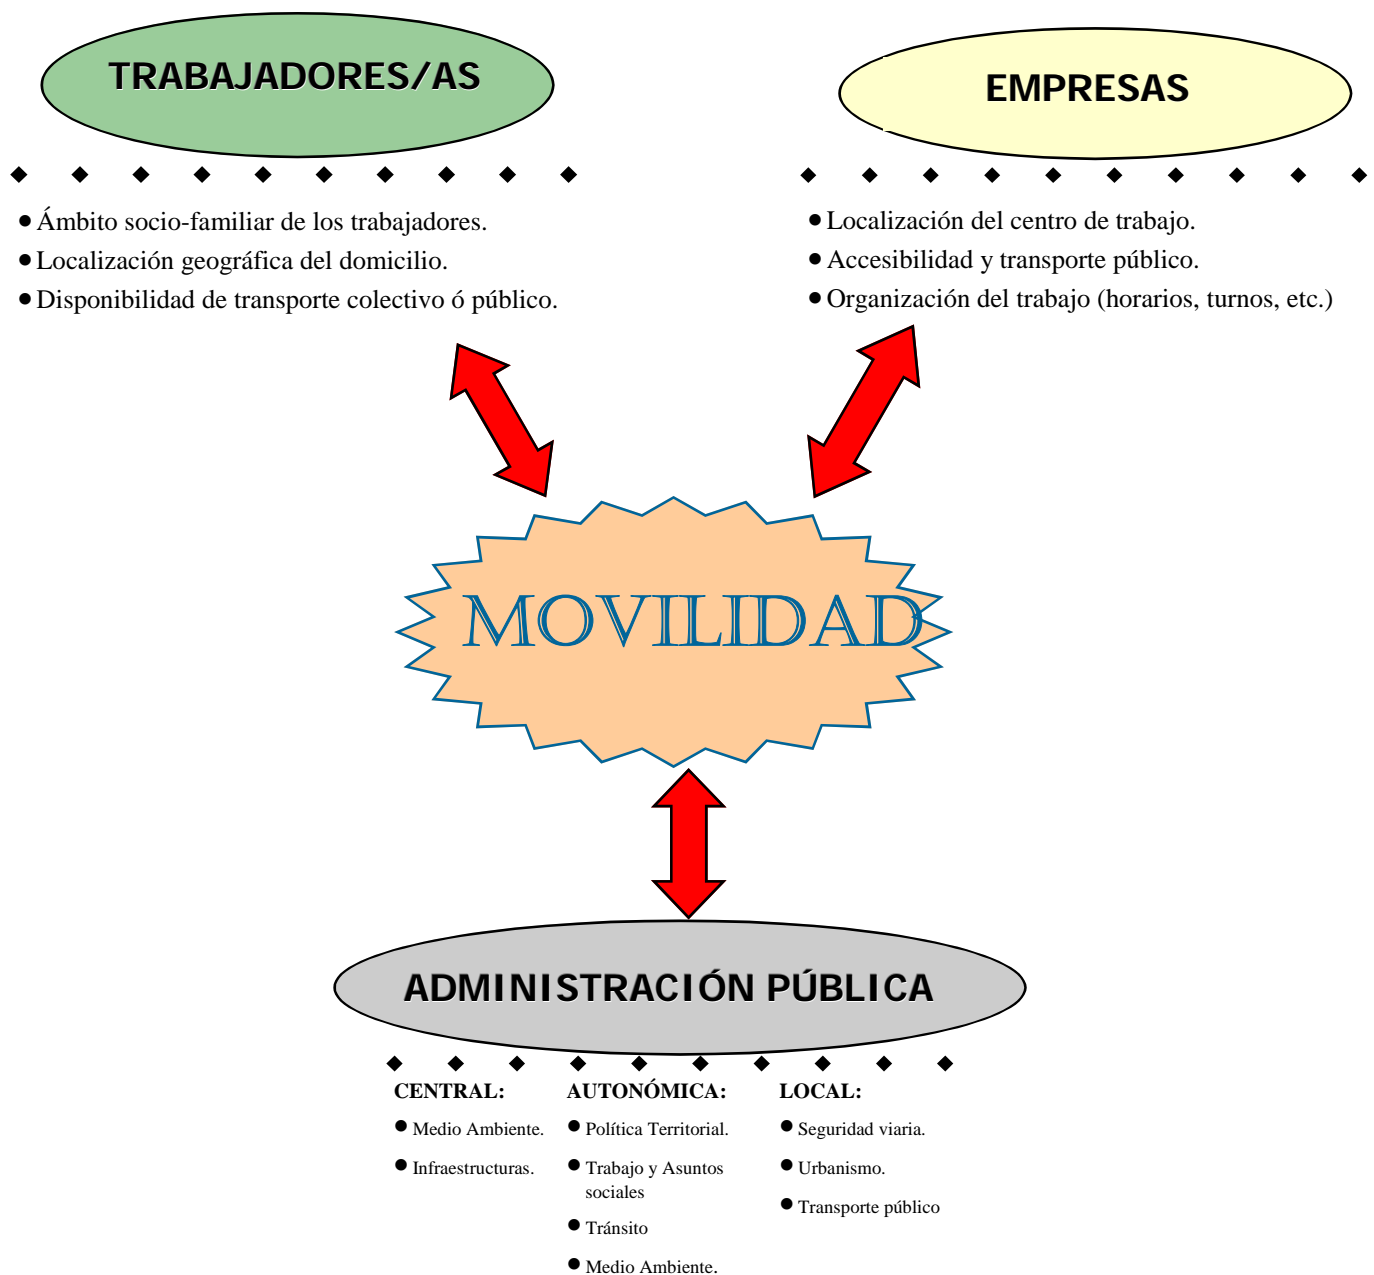 TRABAJADORES/AS
• Ámbito socio-familiar de los trabajadores.
• Localización geográfica del domicilio.
• Disponibilidad de transporte colectivo ó público.
EMPRESAS
• Localización del centro de trabajo.
• Accesibilidad y transporte público.
• Organización del trabajo (horarios, turnos, etc.)
MOVILIDAD
ADMINISTRACIÓN PÚBLICA
CENTRAL:
• Medio Ambiente.
• Infraestructuras.
AUTONÓMICA:
• Política Territorial.
• Trabajo y Asuntos
sociales
• Tránsito
• Medio Ambiente.
LOCAL:
• Seguridad viaria.
• Urbanismo.
• Transporte público